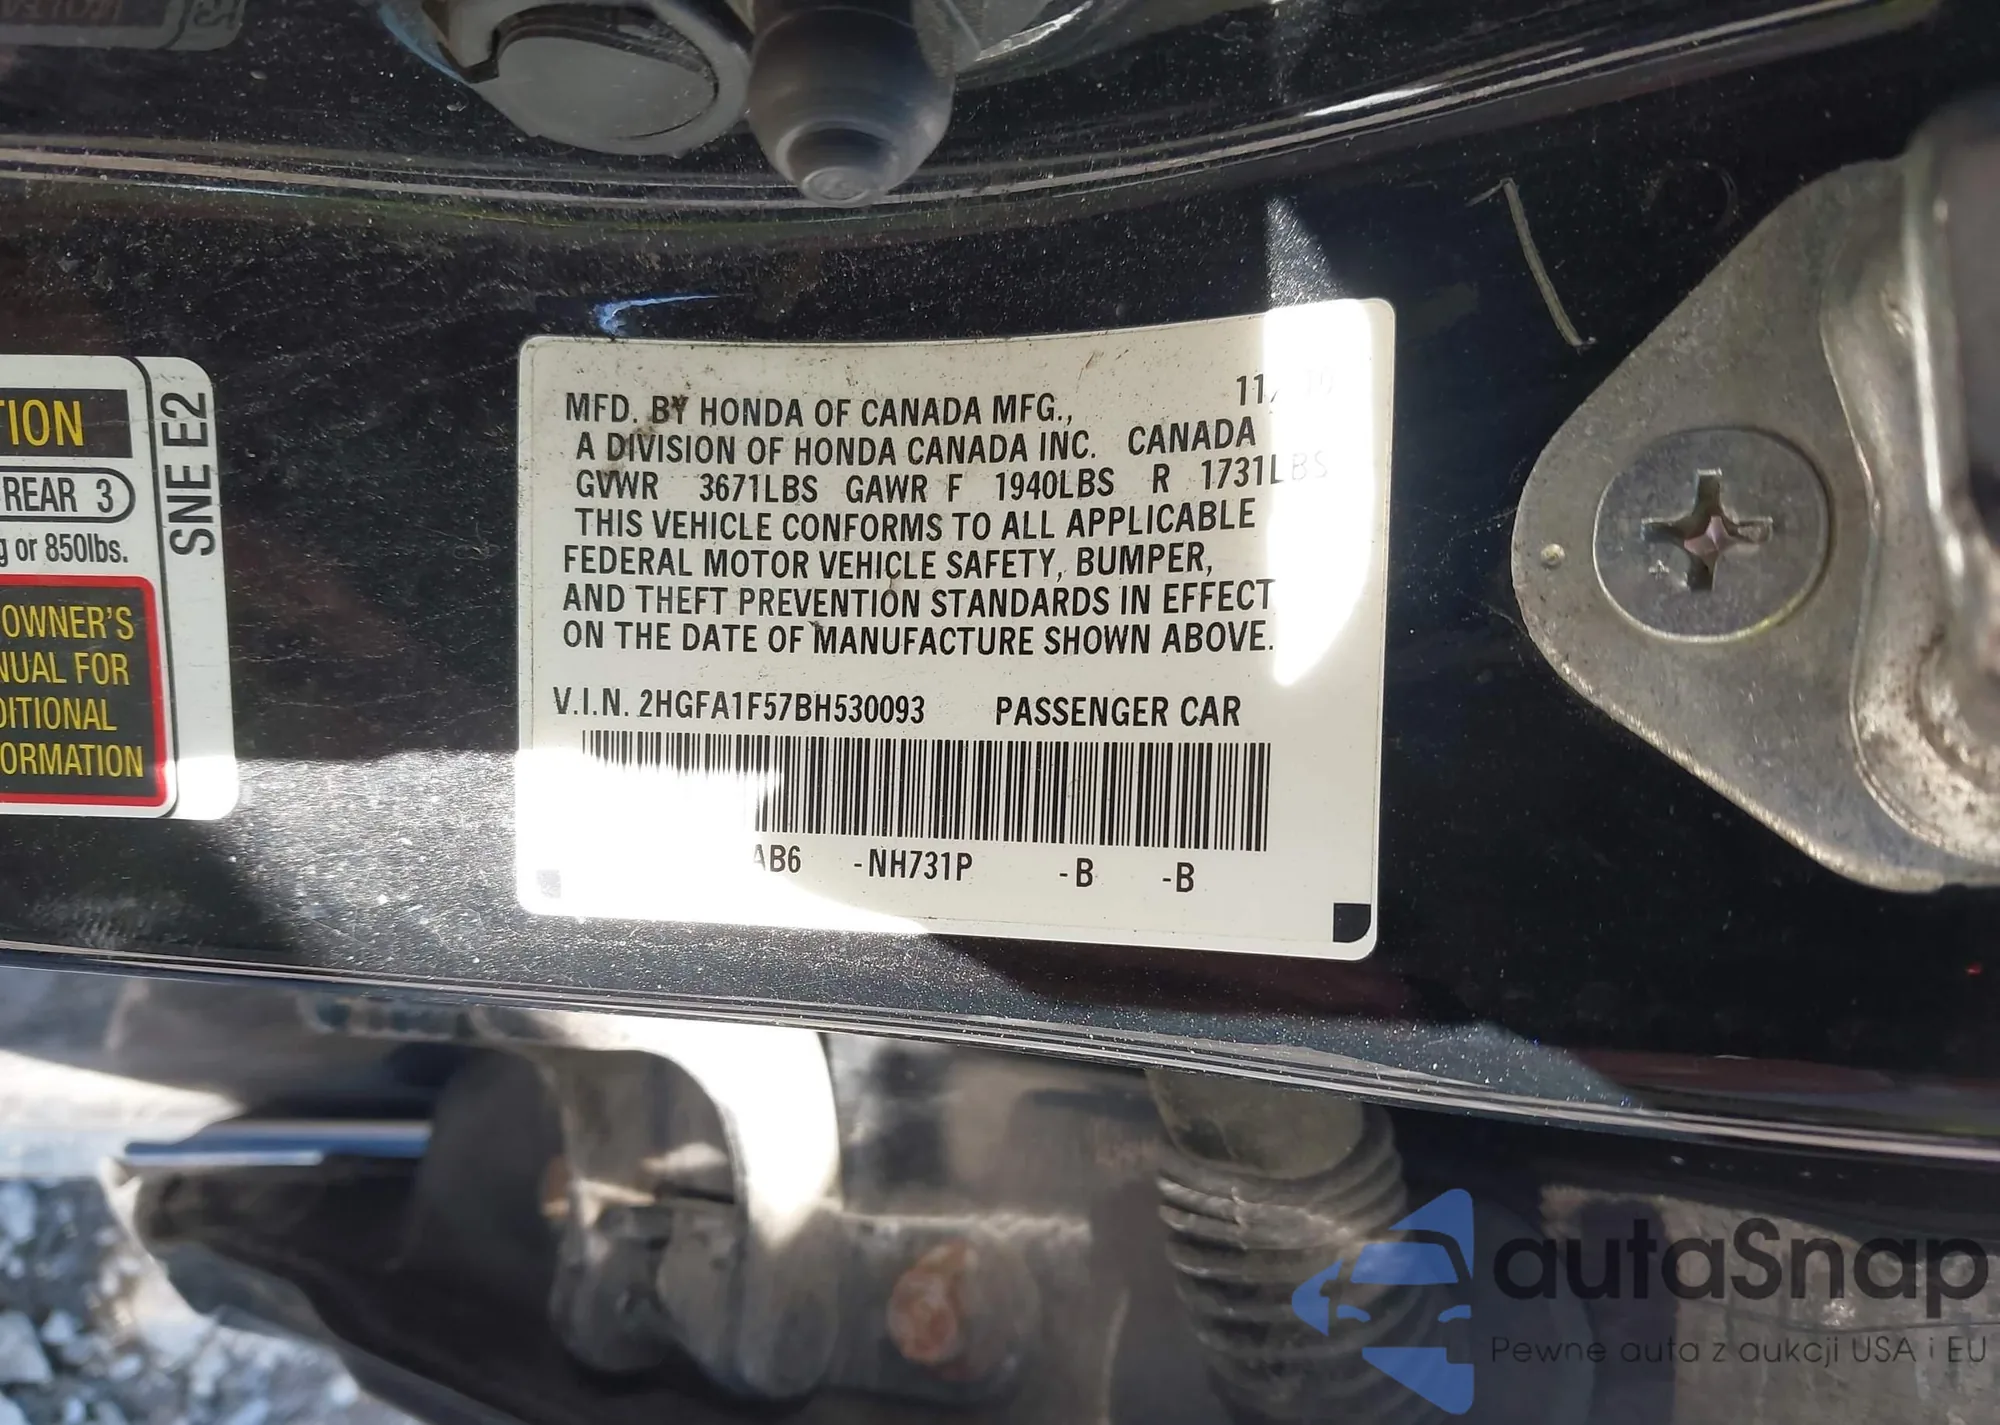 TION
REAR 3
g or 850lbs.
OWNER'S
NUAL FOR
DITIONAL
FORMATION
SNE E2
11/10
MFD. BY HONDA OF CANADA MFG.,
A DIVISION OF HONDA CANADA INC. CANADA
GVWR 3671LBS GAWR F 1940LBS R 1731LBS
THIS VEHICLE CONFORMS TO ALL APPLICABLE
FEDERAL MOTOR VEHICLE SAFETY, BUMPER,
AND THEFT PREVENTION STANDARDS IN EFFECT
ON THE DATE OF MANUFACTURE SHOWN ABOVE.
V.I.N. 2HGFA1F57BH530093 PASSENGER CAR
AB6 -NH731P -B -B
autaSnap
Pewne auta z aukcji USA i EU